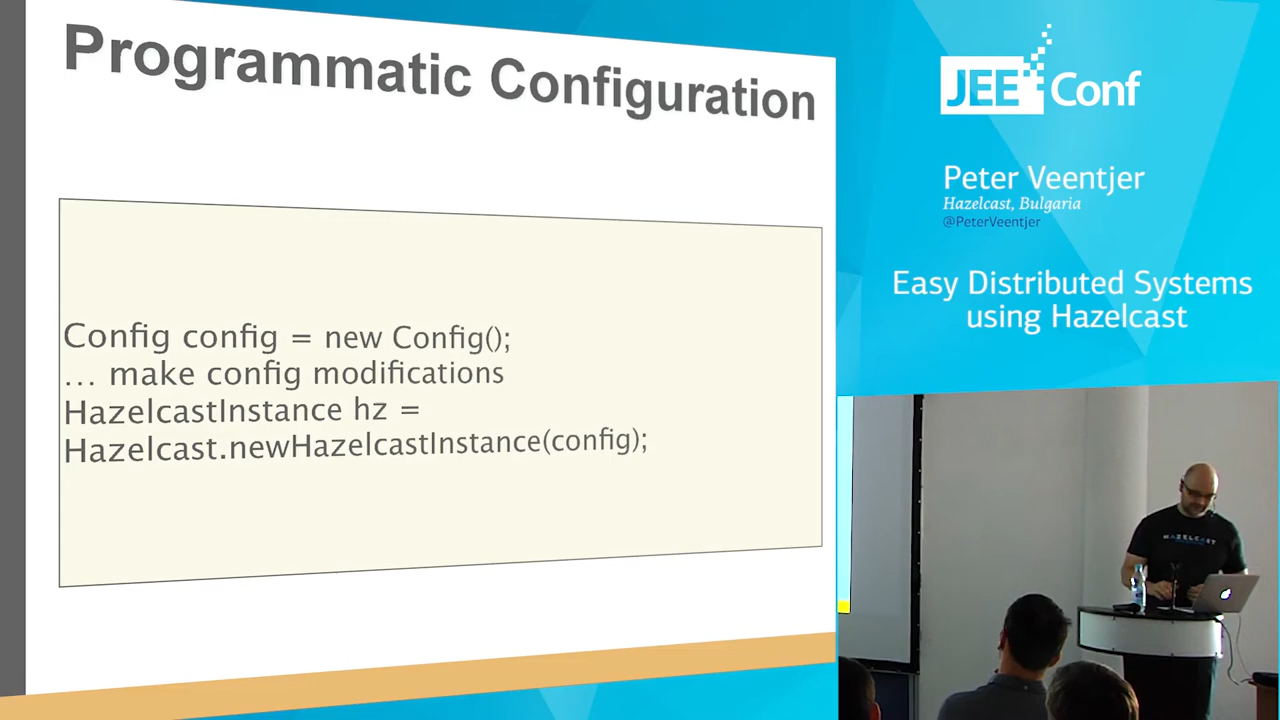 Programmatic Configuration
Config config = new Config();
... make config modifications
HazelcastInstance hz =
Hazelcast.newHazelcastInstance(config);
JEE Conf
Peter Veentjer
Hazelcast, Bulgaria
@PeterVeentjer
Easy Distributed Systems
using Hazelcast
HAZELCAST